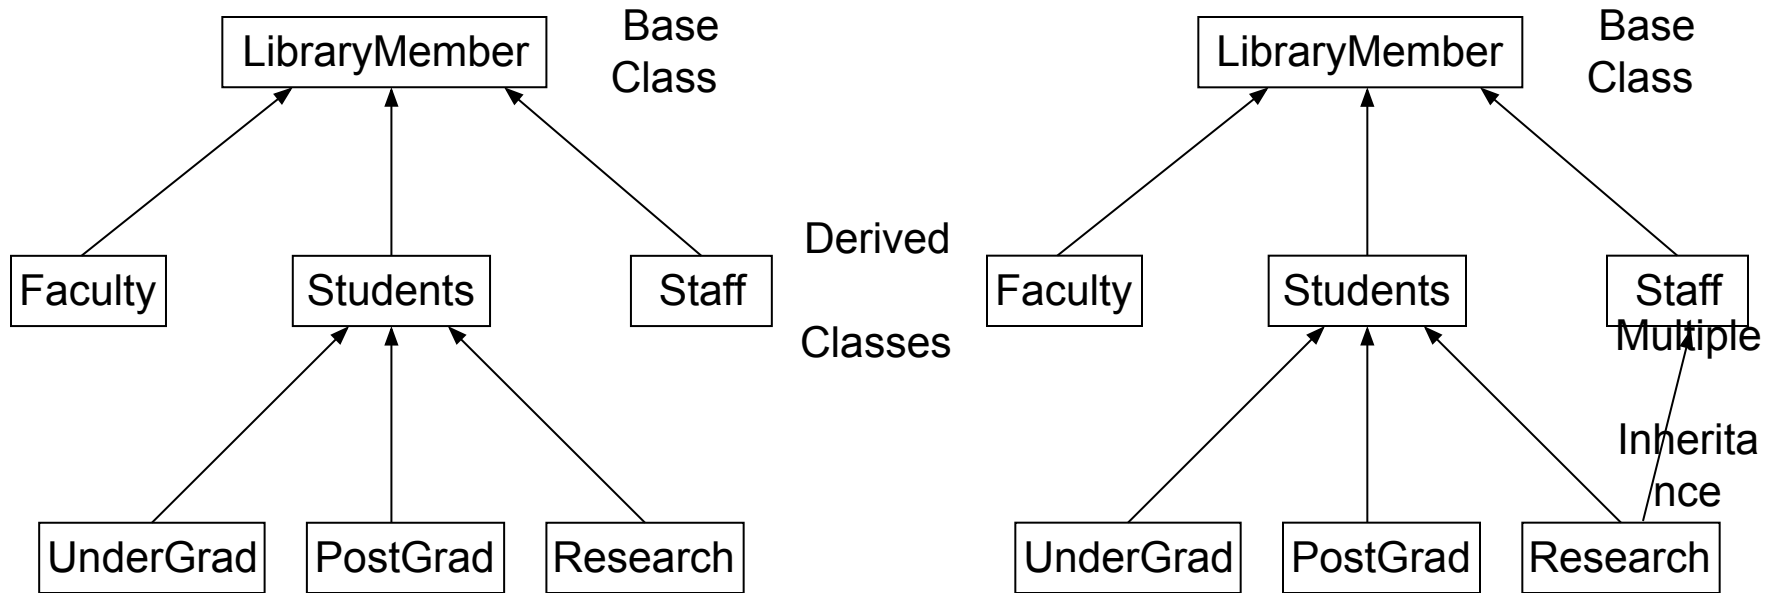 LibraryMember
Base
Class
Faculty
Students
Staff
Derived
Classes
UnderGrad
PostGrad
Research
LibraryMember
Base
Class
Faculty
Students
Staff
Multiple
Inherita
nce
UnderGrad
PostGrad
Research